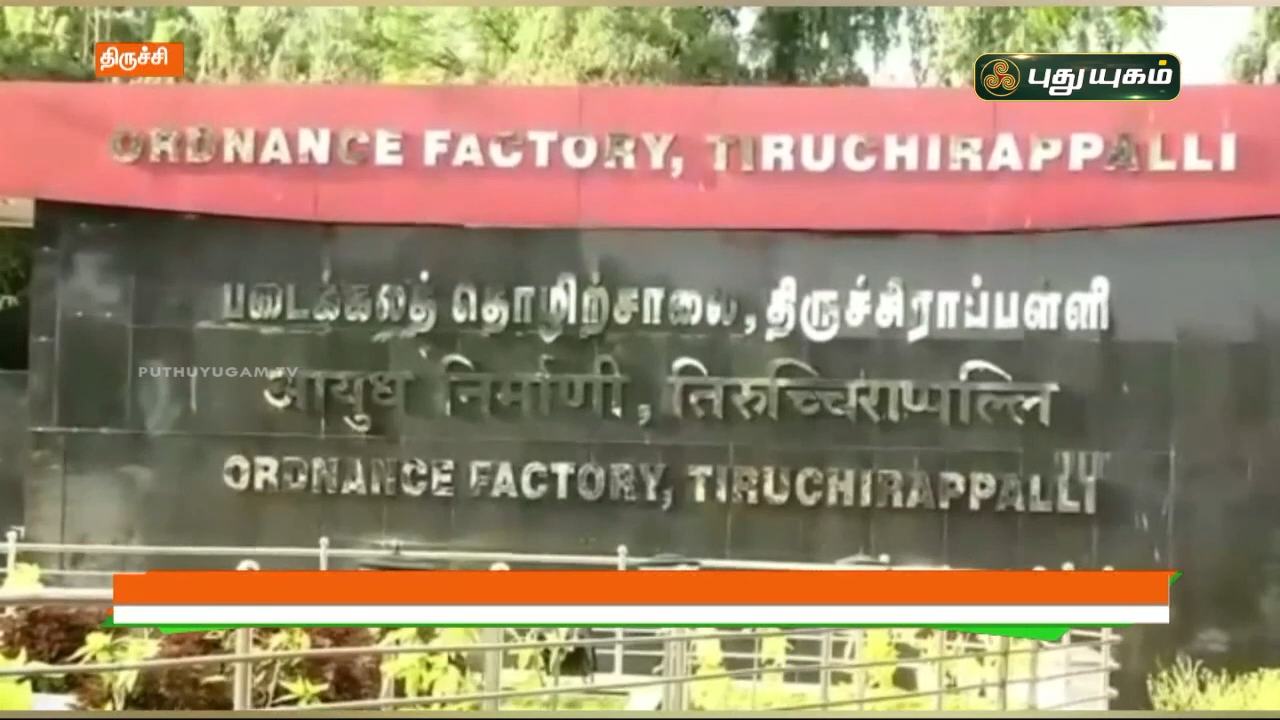 திருச்சி
புதுயுகம்
ORDNANCE FACTORY, TIRUCHIRAPPALLI
படைக்கலத் தொழிற்சாலை, திருச்சிராப்பள்ளி
PUTHUYUGAM TV
आयुध निर्माणी, तिरुच्चिराप्पल्लि
ORDNANCE FACTORY, TIRUCHIRAPPALLI